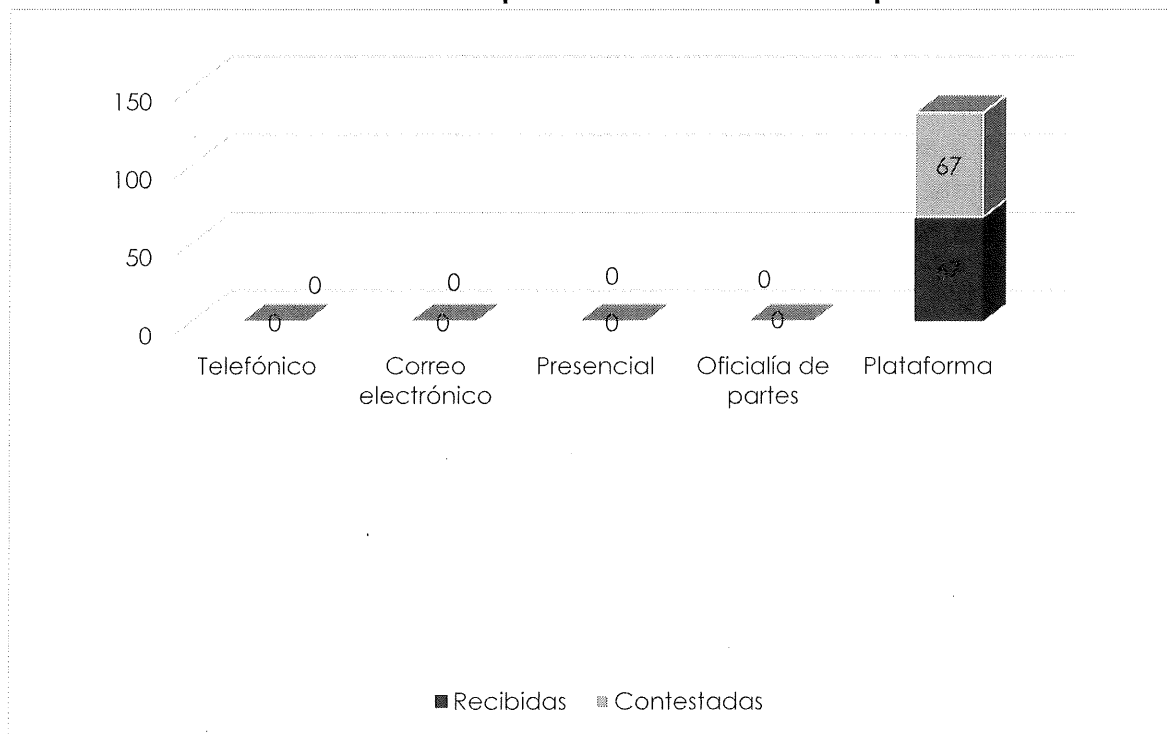 150
100
50
0
0 0 0 0
0 0 0 0
67
67
Telefónico
Correo electrónico
Presencial
Oficialía de partes
Plataforma
Recibidas Contestadas